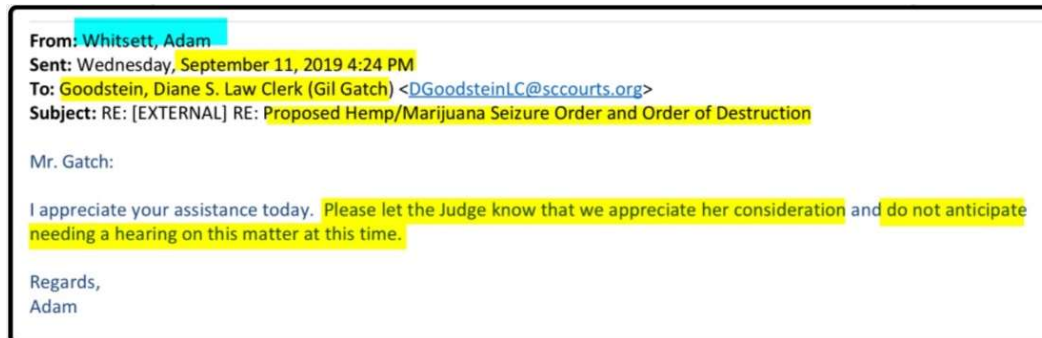 From: Whitsett, Adam
Sent: Wednesday, September 11, 2019 4:24 PM
To: Goodstein, Diane S. Law Clerk (Gil Gatch) <DGoodsteinLC@sccourts.org>
Subject: RE: [EXTERNAL] RE: Proposed Hemp/Marijuana Seizure Order and Order of Destruction
Mr. Gatch:
I appreciate your assistance today. Please let the Judge know that we appreciate her consideration and do not anticipate
needing a hearing on this matter at this time.
Regards,
Adam